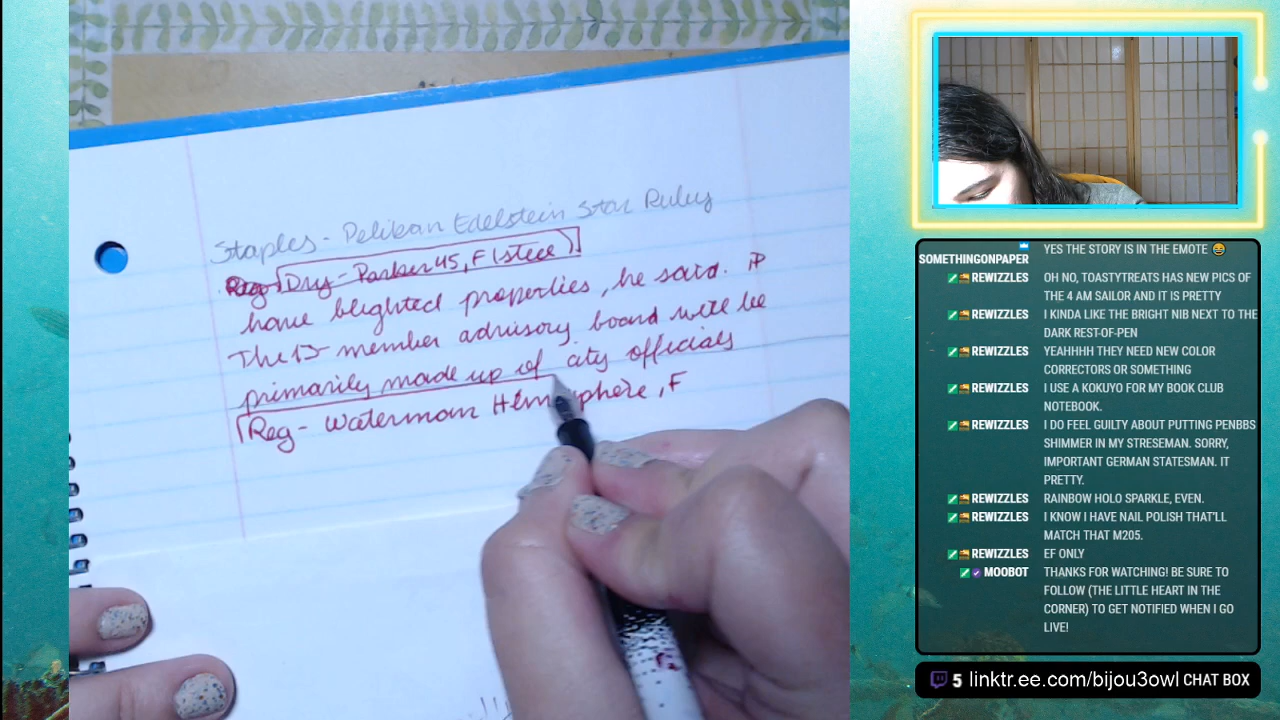 Staples - Pelikan Edelstein Star Ruby
Reg Dry - Parker 45, F (steel)
have blighted properties, he said. P
The 13-member advisory board will be
primarily made up of city officials
Reg - Waterman Hemisphere, F
YES THE STORY IS IN THE EMOTE 😂
SOMETHINGONPAPER
REWIZZLES OH NO, TOASTYTREATS HAS NEW PICS OF
THE 4 AM SAILOR AND IT IS PRETTY
REWIZZLES I KINDA LIKE THE BRIGHT NIB NEXT TO THE
DARK REST-OF-PEN
REWIZZLES YEAHHHH THEY NEED NEW COLOR
CORRECTORS OR SOMETHING
REWIZZLES I USE A KOKUYO FOR MY BOOK CLUB
NOTEBOOK.
REWIZZLES I DO FEEL GUILTY ABOUT PUTTING PENBBS
SHIMMER IN MY STRESEMAN. SORRY,
IMPORTANT GERMAN STATESMAN. IT
PRETTY.
REWIZZLES RAINBOW HOLO SPARKLE, EVEN.
REWIZZLES I KNOW I HAVE NAIL POLISH THAT'LL
MATCH THAT M205.
REWIZZLES EF ONLY
MOOBOT THANKS FOR WATCHING! BE SURE TO
FOLLOW (THE LITTLE HEART IN THE
CORNER) TO GET NOTIFIED WHEN I GO
LIVE!
5 linktr.ee.com/bijou3owl CHAT BOX